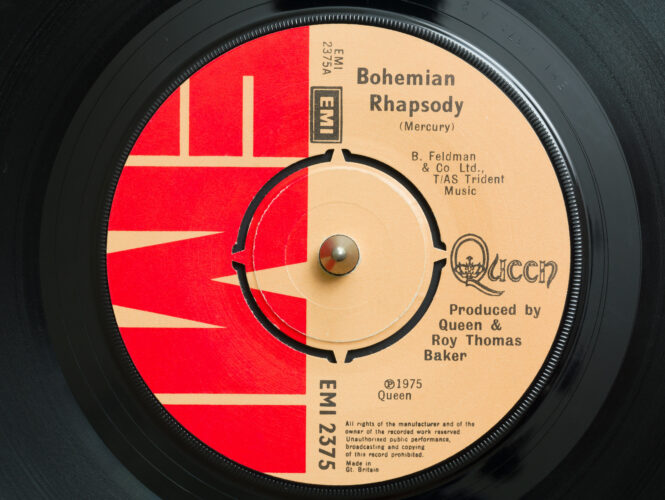 EMI
2375A
EMI
Bohemian
Rhapsody
(Mercury)
B. Feldman
& Co Ltd.,
T/AS Trident
Music
Queen
Produced by
Queen &
Roy Thomas
Baker
℗1975
Queen
EMI 2375
All rights of the manufacturer and of the
owner of the recorded work reserved
Unauthorised public performance,
broadcasting and copying
of this record prohibited.
Made in
Gt. Britain
EMI